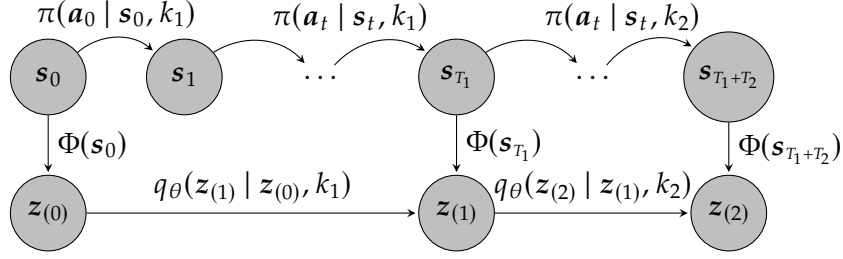 π(a₀ | s₀, k₁) π(aₜ | sₜ, k₁) π(aₜ | sₜ, k₂)
s₀ s₁ ... s_{T₁} ... s_{T₁+T₂}
Φ(s₀) Φ(s_{T₁}) Φ(s_{T₁+T₂})
q_θ(z₍₁₎ | z₍₀₎, k₁) q_θ(z₍₂₎ | z₍₁₎, k₂)
z₍₀₎ z₍₁₎ z₍₂₎